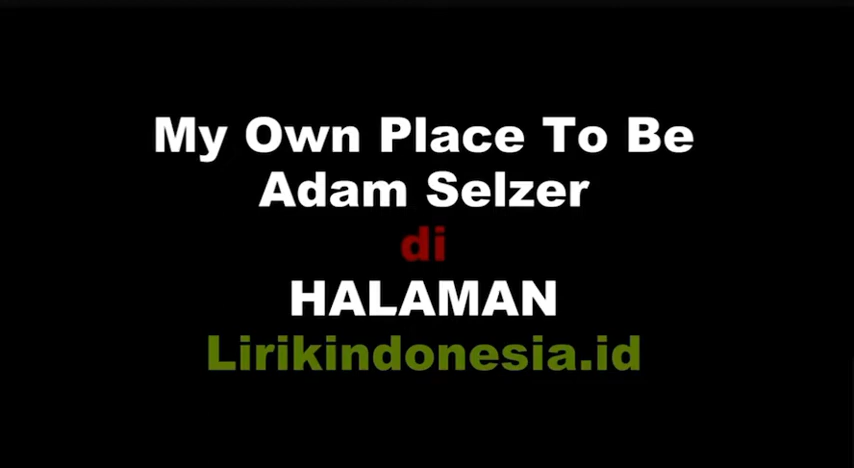 My Own Place To Be
Adam Selzer
di
HALAMAN
Lirikindonesia.id